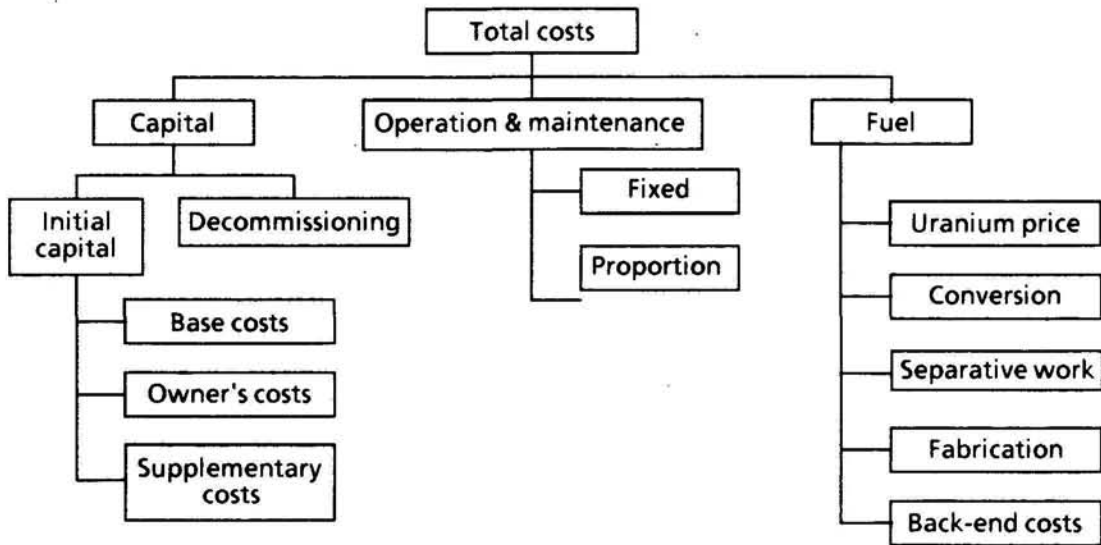 Total costs
Capital
Operation & maintenance
Fuel
Initial
capital
Decommissioning
Base costs
Owner's costs
Supplementary
costs
Fixed
Proportion
Uranium price
Conversion
Separative work
Fabrication
Back-end costs